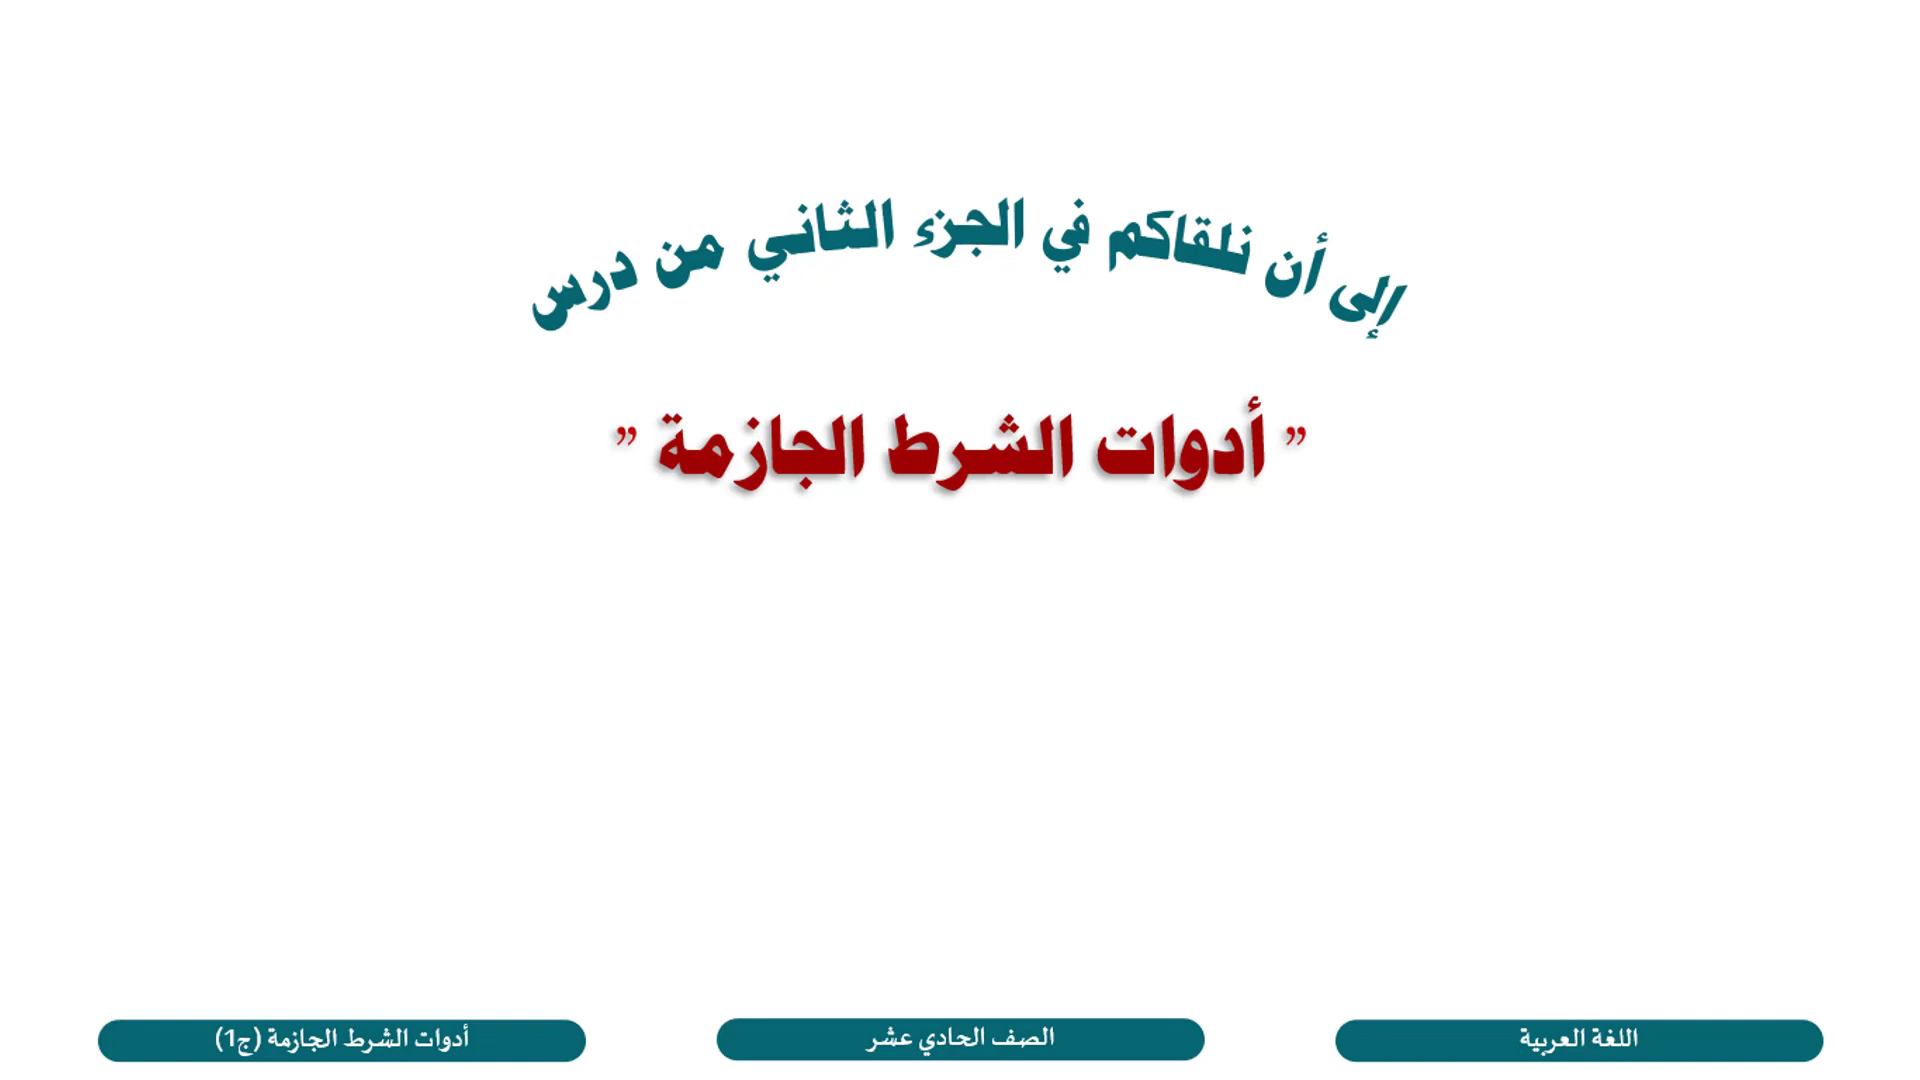 إلى أن نلقاكم في الجزء الثاني من درس
” أدوات الشرط الجازمة ”
اللغة العربية
الصف الحادي عشر
أدوات الشرط الجازمة (ج1)